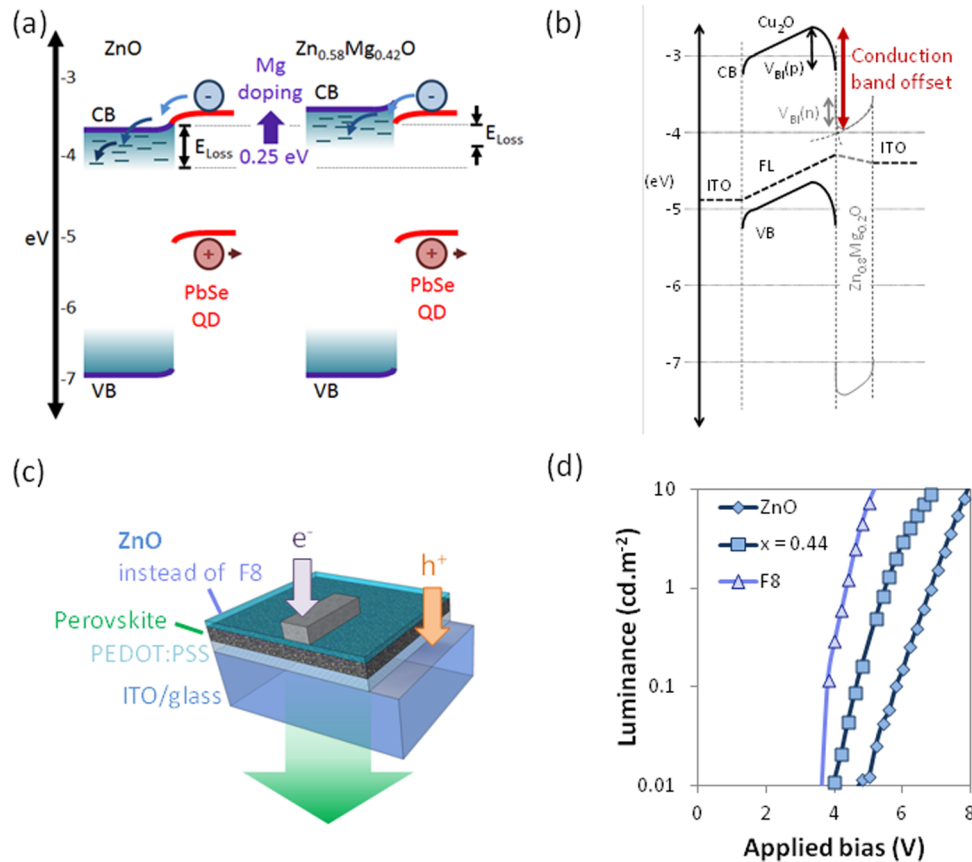 (a)
ZnO
Zn0.58Mg0.42O
-3
-4
-5
-6
-7
eV
CB
-
ELoss
Mg
doping
0.25 eV
CB
-
ELoss
+
PbSe
QD
+
PbSe
QD
VB
VB
(b)
Cu2O
-3
-4
(eV)
-5
-6
-7
CB
VBI(p)
Conduction
band offset
VBI(n)
ITO
FL
ITO
VB
Zn0.8Mg0.2O
(c)
ZnO
instead of F8
e-
h+
Perovskite
PEDOT:PSS
ITO/glass
(d)
Luminance (cd.m-2)
10
1
0.1
0.01
ZnO
x = 0.44
F8
0 2 4 6 8
Applied bias (V)